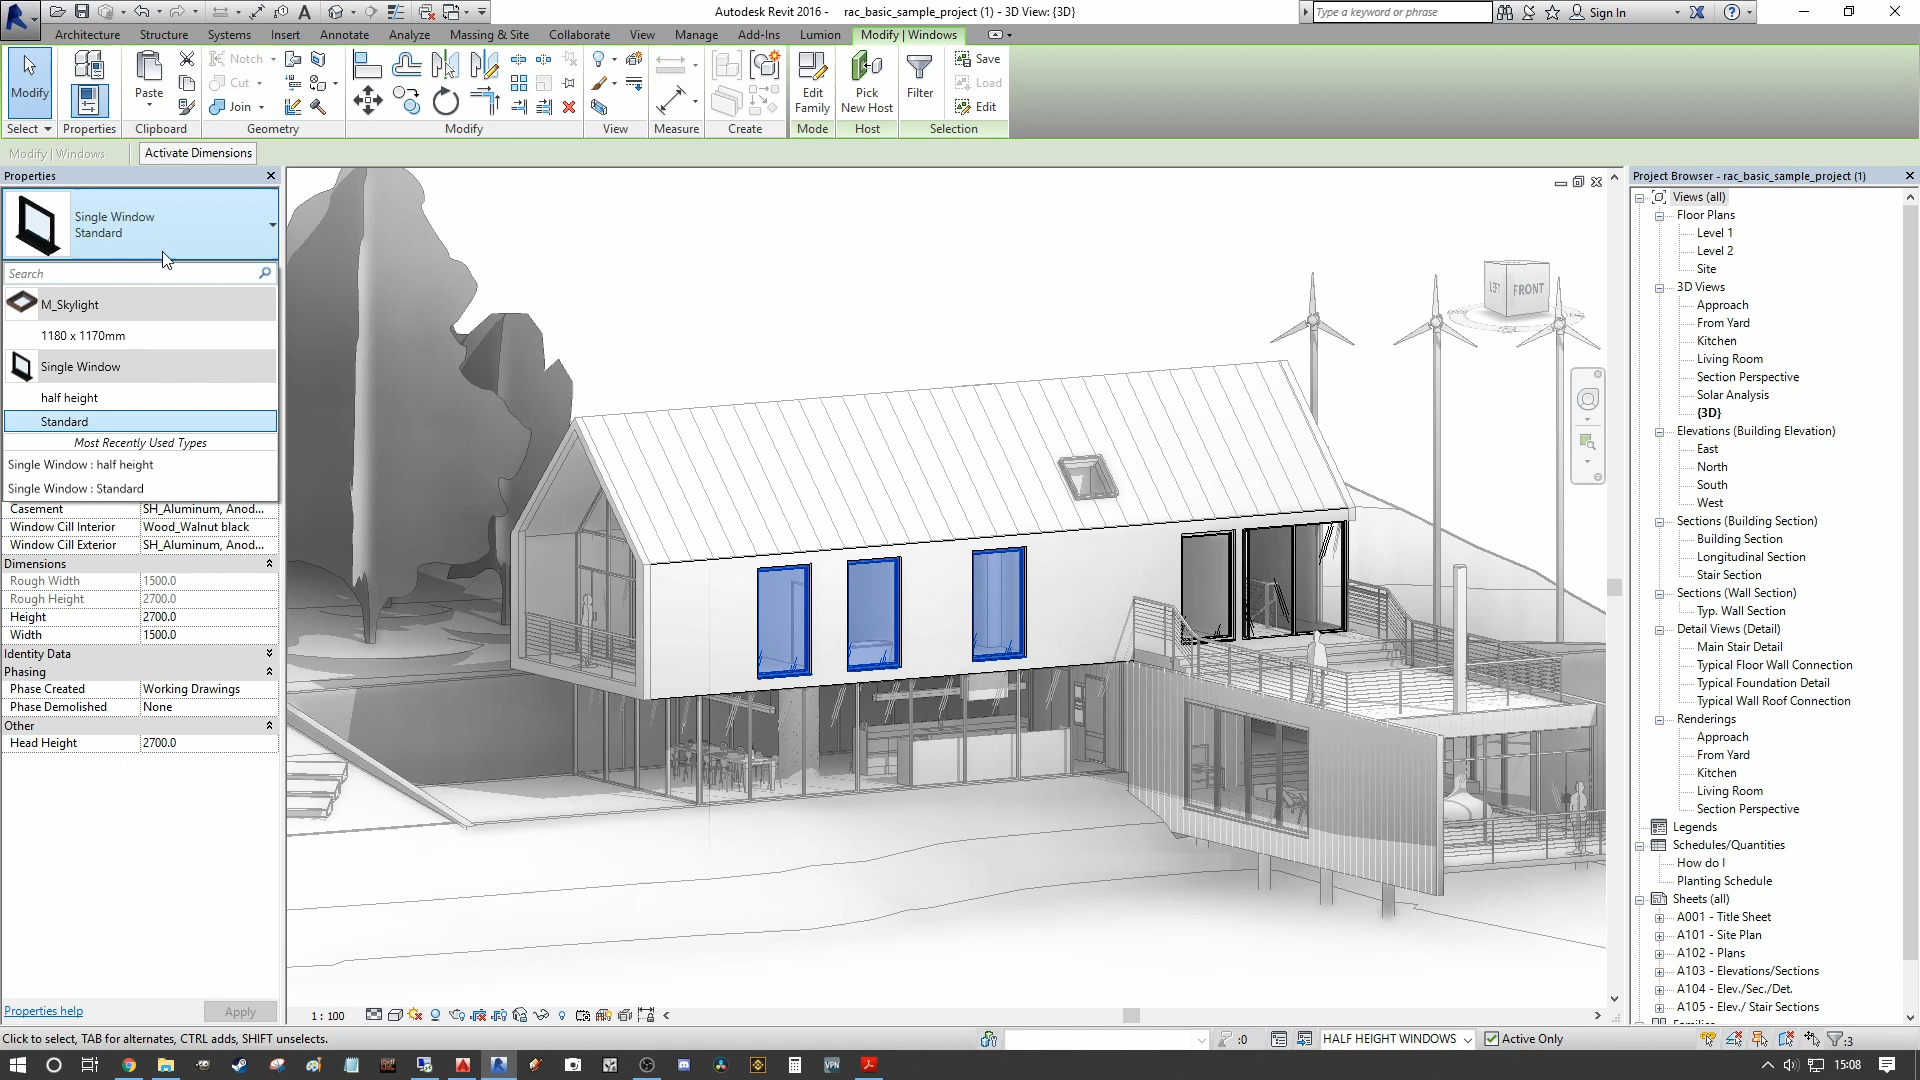 Autodesk Revit 2016 - rac_basic_sample_project (1) - 3D View: {3D}
Type a keyword or phrase
Sign In
Architecture Structure Systems Insert Annotate Analyze Massing & Site Collaborate View Manage Add-Ins Lumion Modify | Windows
Modify
Select
Properties
Paste
Clipboard
Notch
Cut
Join
Geometry
Modify
View
Measure
Create
Edit Family
Mode
Pick New Host
Host
Filter
Save
Load
Edit
Selection
Modify | Windows
Activate Dimensions
Properties
Single Window
Standard
Search
M_Skylight
1180 x 1170mm
Single Window
half height
Standard
Most Recently Used Types
Single Window : half height
Single Window : Standard
Casement SH_Aluminum, Anod...
Window Cill Interior Wood_Walnut black
Window Cill Exterior SH_Aluminum, Anod...
Dimensions
Rough Width 1500.0
Rough Height 2700.0
Height 2700.0
Width 1500.0
Identity Data
Phasing
Phase Created Working Drawings
Phase Demolished None
Other
Head Height 2700.0
Properties help
Apply
LEFT
FRONT
1 : 100
Project Browser - rac_basic_sample_project (1)
Views (all)
Floor Plans
Level 1
Level 2
Site
3D Views
Approach
From Yard
Kitchen
Living Room
Section Perspective
Solar Analysis
{3D}
Elevations (Building Elevation)
East
North
South
West
Sections (Building Section)
Building Section
Longitudinal Section
Stair Section
Sections (Wall Section)
Typ. Wall Section
Detail Views (Detail)
Main Stair Detail
Typical Floor Wall Connection
Typical Foundation Detail
Typical Wall Roof Connection
Renderings
Approach
From Yard
Kitchen
Living Room
Section Perspective
Legends
Schedules/Quantities
How do I
Planting Schedule
Sheets (all)
A001 - Title Sheet
A101 - Site Plan
A102 - Plans
A103 - Elevations/Sections
A104 - Elev./Sec./Det.
A105 - Elev./ Stair Sections
Click to select, TAB for alternates, CTRL adds, SHIFT unselects.
:0
HALF HEIGHT WINDOWS
Active Only
:3
VPN
15:08